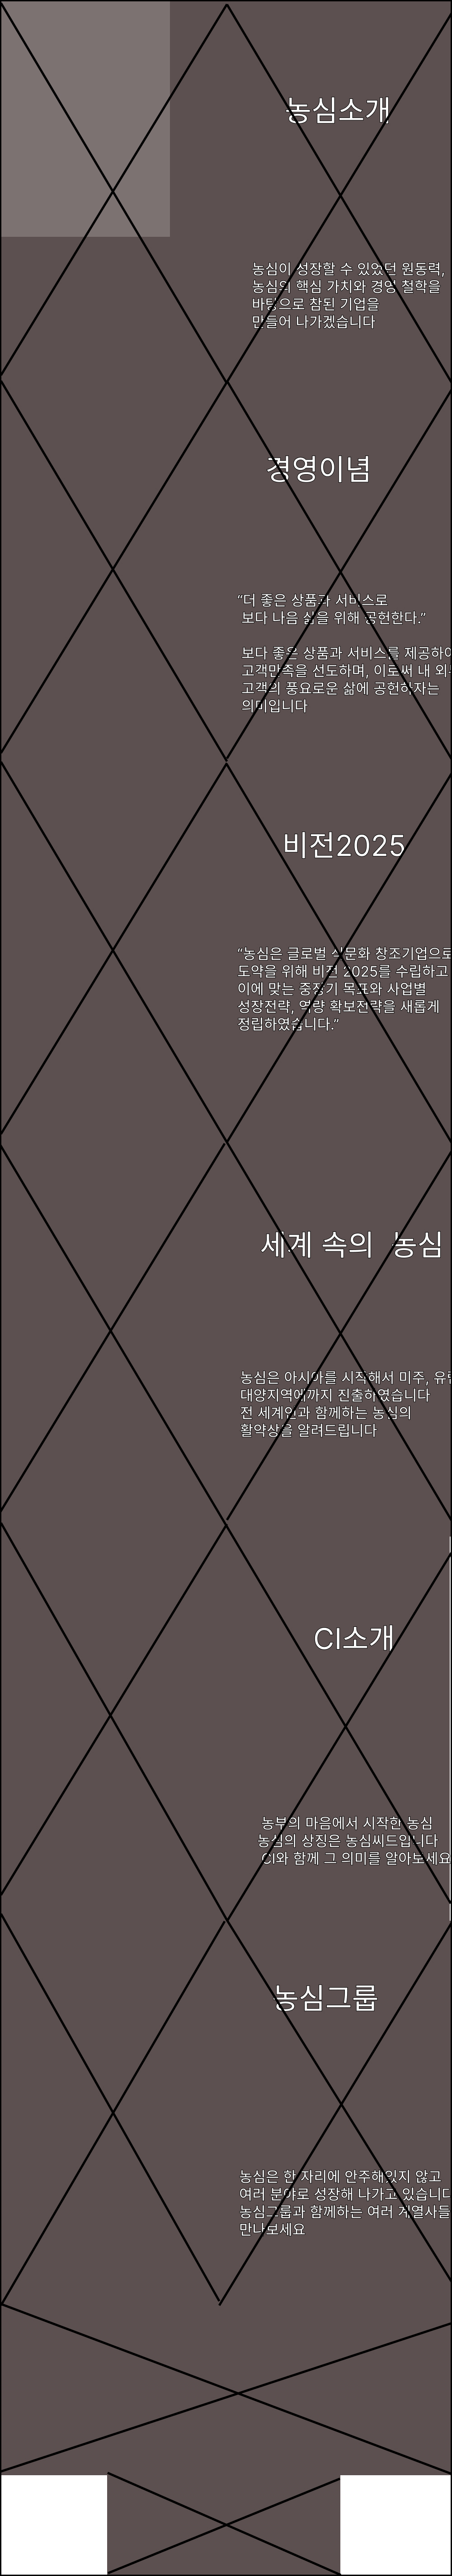 농심소개
농심이 성장할 수 있었던 원동력,
농심의 핵심 가치와 경영 철학을
바탕으로 참된 기업을
만들어 나가겠습니다
경영이념
“더 좋은 상품과 서비스로
보다 나음 삶을 위해 공헌한다.”
보다 좋은 상품과 서비스를 제공하여
고객만족을 선도하며, 이로써 내 외부
고객의 풍요로운 삶에 공헌하자는
의미입니다
비전2025
“농심은 글로벌 식문화 창조기업으로
도약을 위해 비전 2025를 수립하고
이에 맞는 중장기 목표와 사업별
성장전략, 역량 확보전략을 새롭게
정립하였습니다.”
세계 속의 농심
농심은 아시아를 시작해서 미주, 유럽
대양지역에까지 진출하였습니다
전 세계인과 함께하는 농심의
활약상을 알려드립니다
CI소개
농부의 마음에서 시작한 농심
농심의 상징은 농심씨드입니다
CI와 함께 그 의미를 알아보세요
농심그룹
농심은 한 자리에 안주해있지 않고
여러 분야로 성장해 나가고 있습니다
농심그룹과 함께하는 여러 계열사들
만나보세요